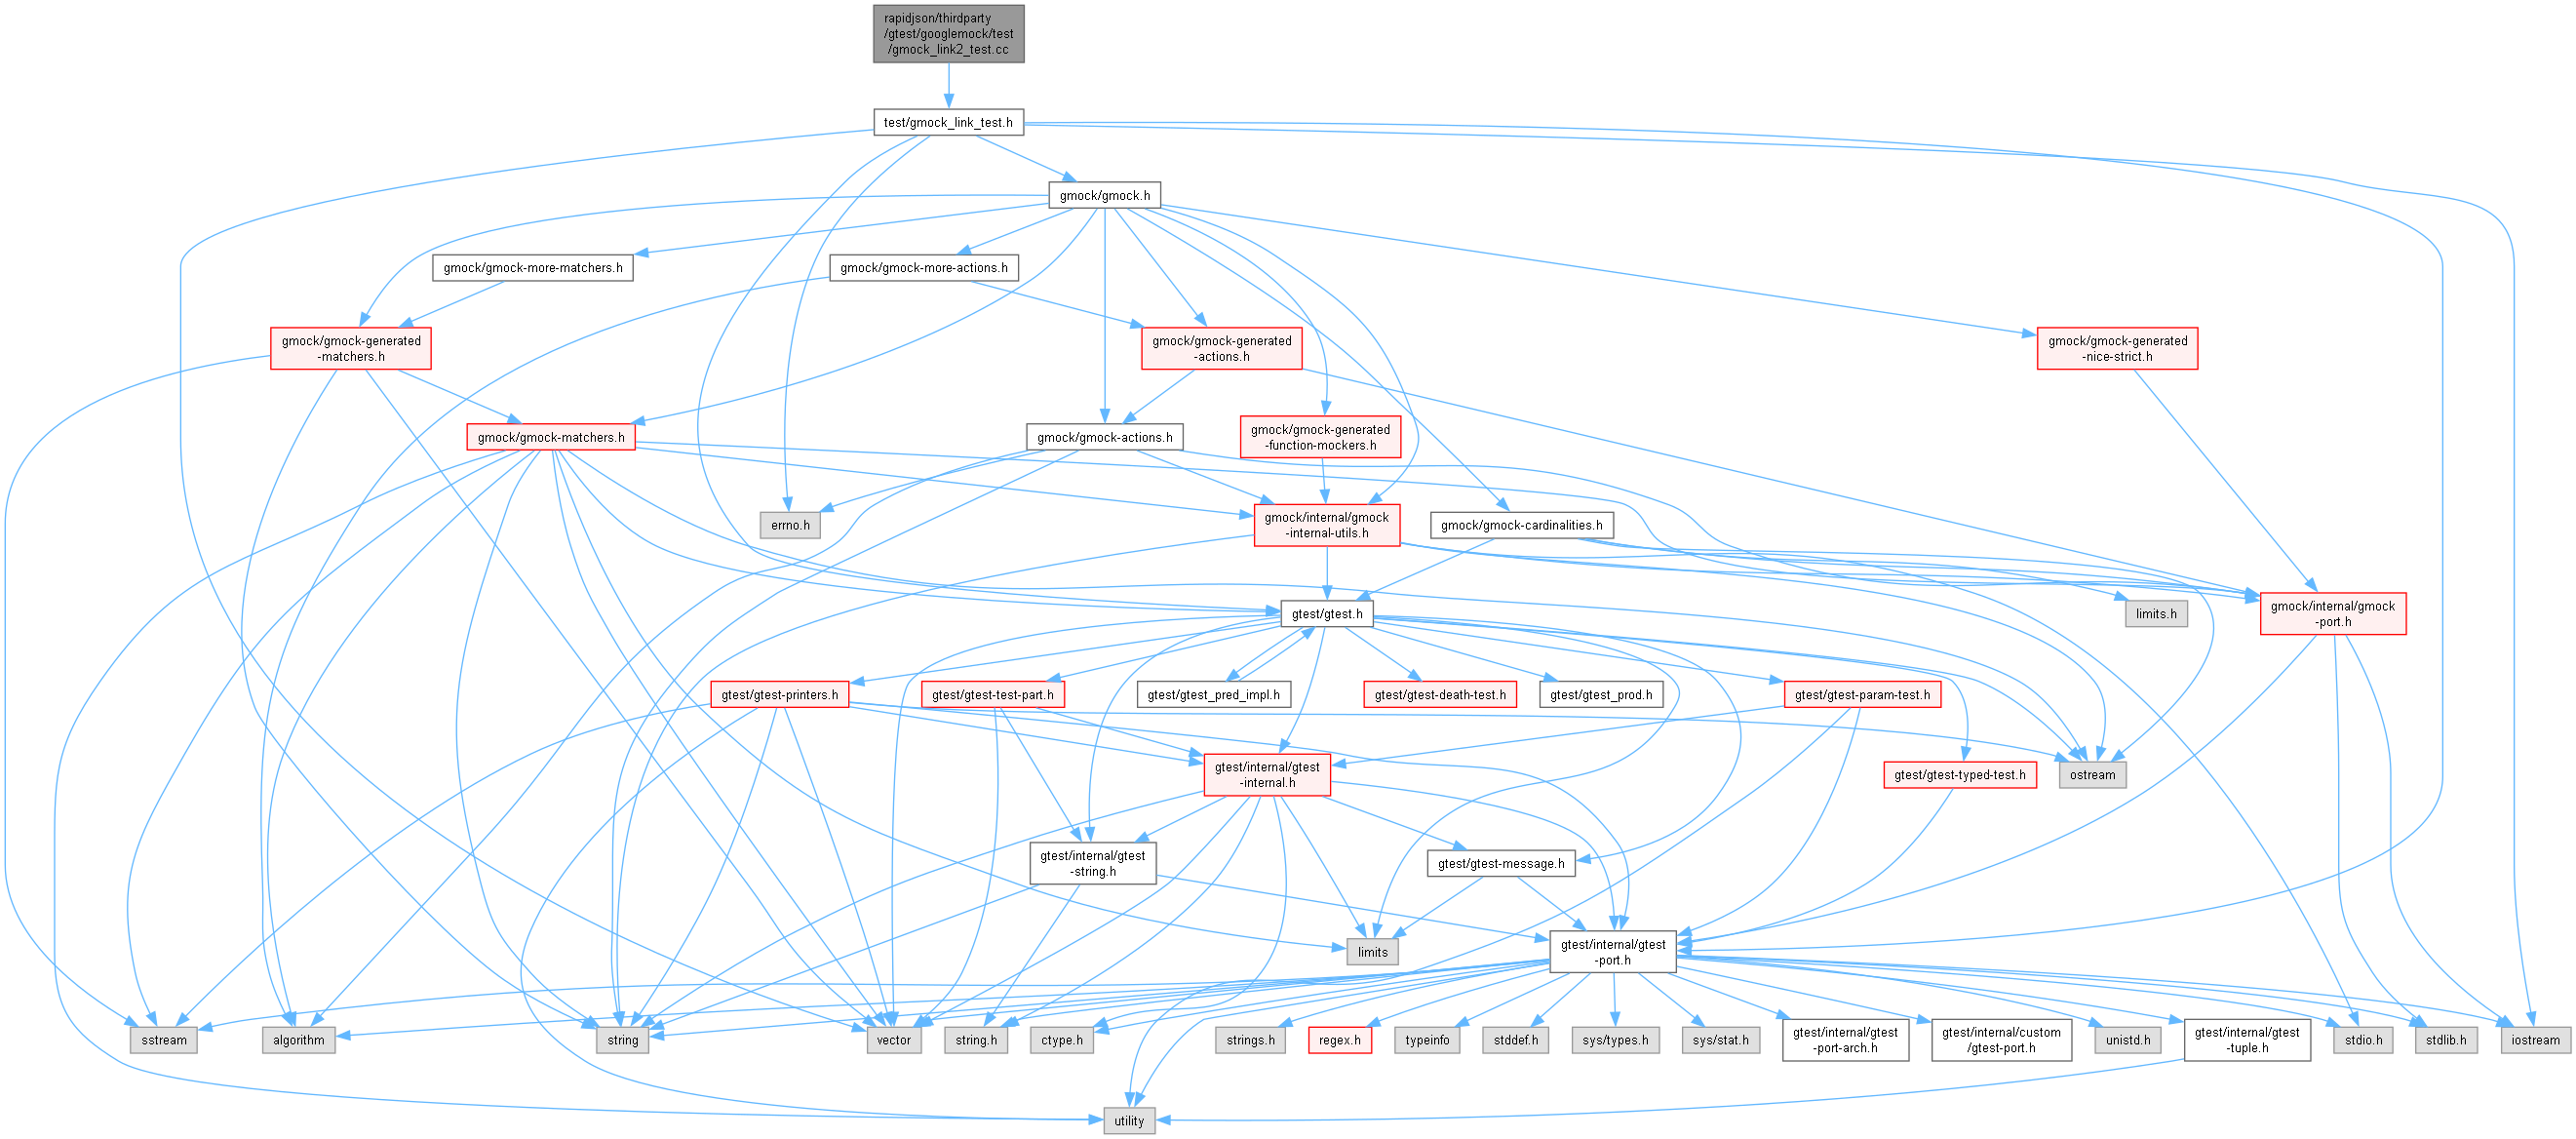 rapidjson/thirdparty
/gtest/googlemock/test
/gmock_link2_test.cc
test/gmock_link_test.h
gmock/gmock.h
gmock/gmock-more-matchers.h
gmock/gmock-more-actions.h
gmock/gmock-generated
-matchers.h
gmock/gmock-generated
-actions.h
gmock/gmock-generated
-nice-strict.h
gmock/gmock-matchers.h
gmock/gmock-actions.h
gmock/gmock-generated
-function-mockers.h
errno.h
gmock/internal/gmock
-internal-utils.h
gmock/gmock-cardinalities.h
gtest/gtest.h
limits.h
gmock/internal/gmock
-port.h
gtest/gtest-printers.h
gtest/gtest-test-part.h
gtest/gtest_pred_impl.h
gtest/gtest-death-test.h
gtest/gtest_prod.h
gtest/gtest-param-test.h
gtest/internal/gtest
-internal.h
gtest/gtest-typed-test.h
ostream
gtest/internal/gtest
-string.h
gtest/gtest-message.h
limits
gtest/internal/gtest
-port.h
sstream
algorithm
string
vector
string.h
ctype.h
strings.h
regex.h
typeinfo
stddef.h
sys/types.h
sys/stat.h
gtest/internal/gtest
-port-arch.h
gtest/internal/custom
/gtest-port.h
unistd.h
gtest/internal/gtest
-tuple.h
stdio.h
stdlib.h
iostream
utility